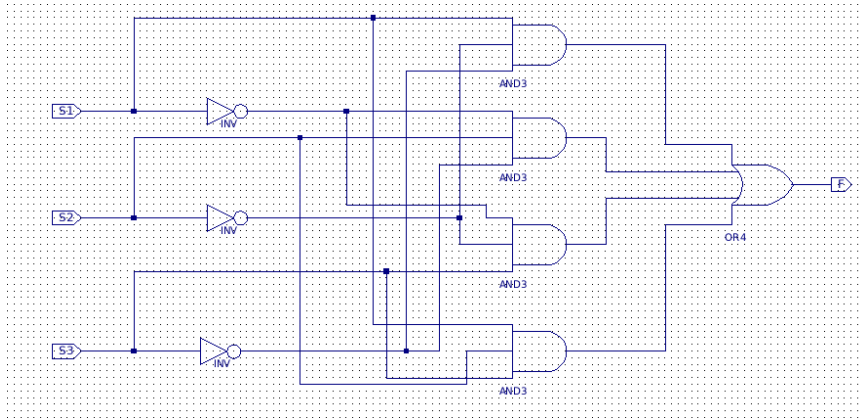 AND3
S1
INV
AND3
S2
INV
F
OR4
AND3
S3
INV
AND3